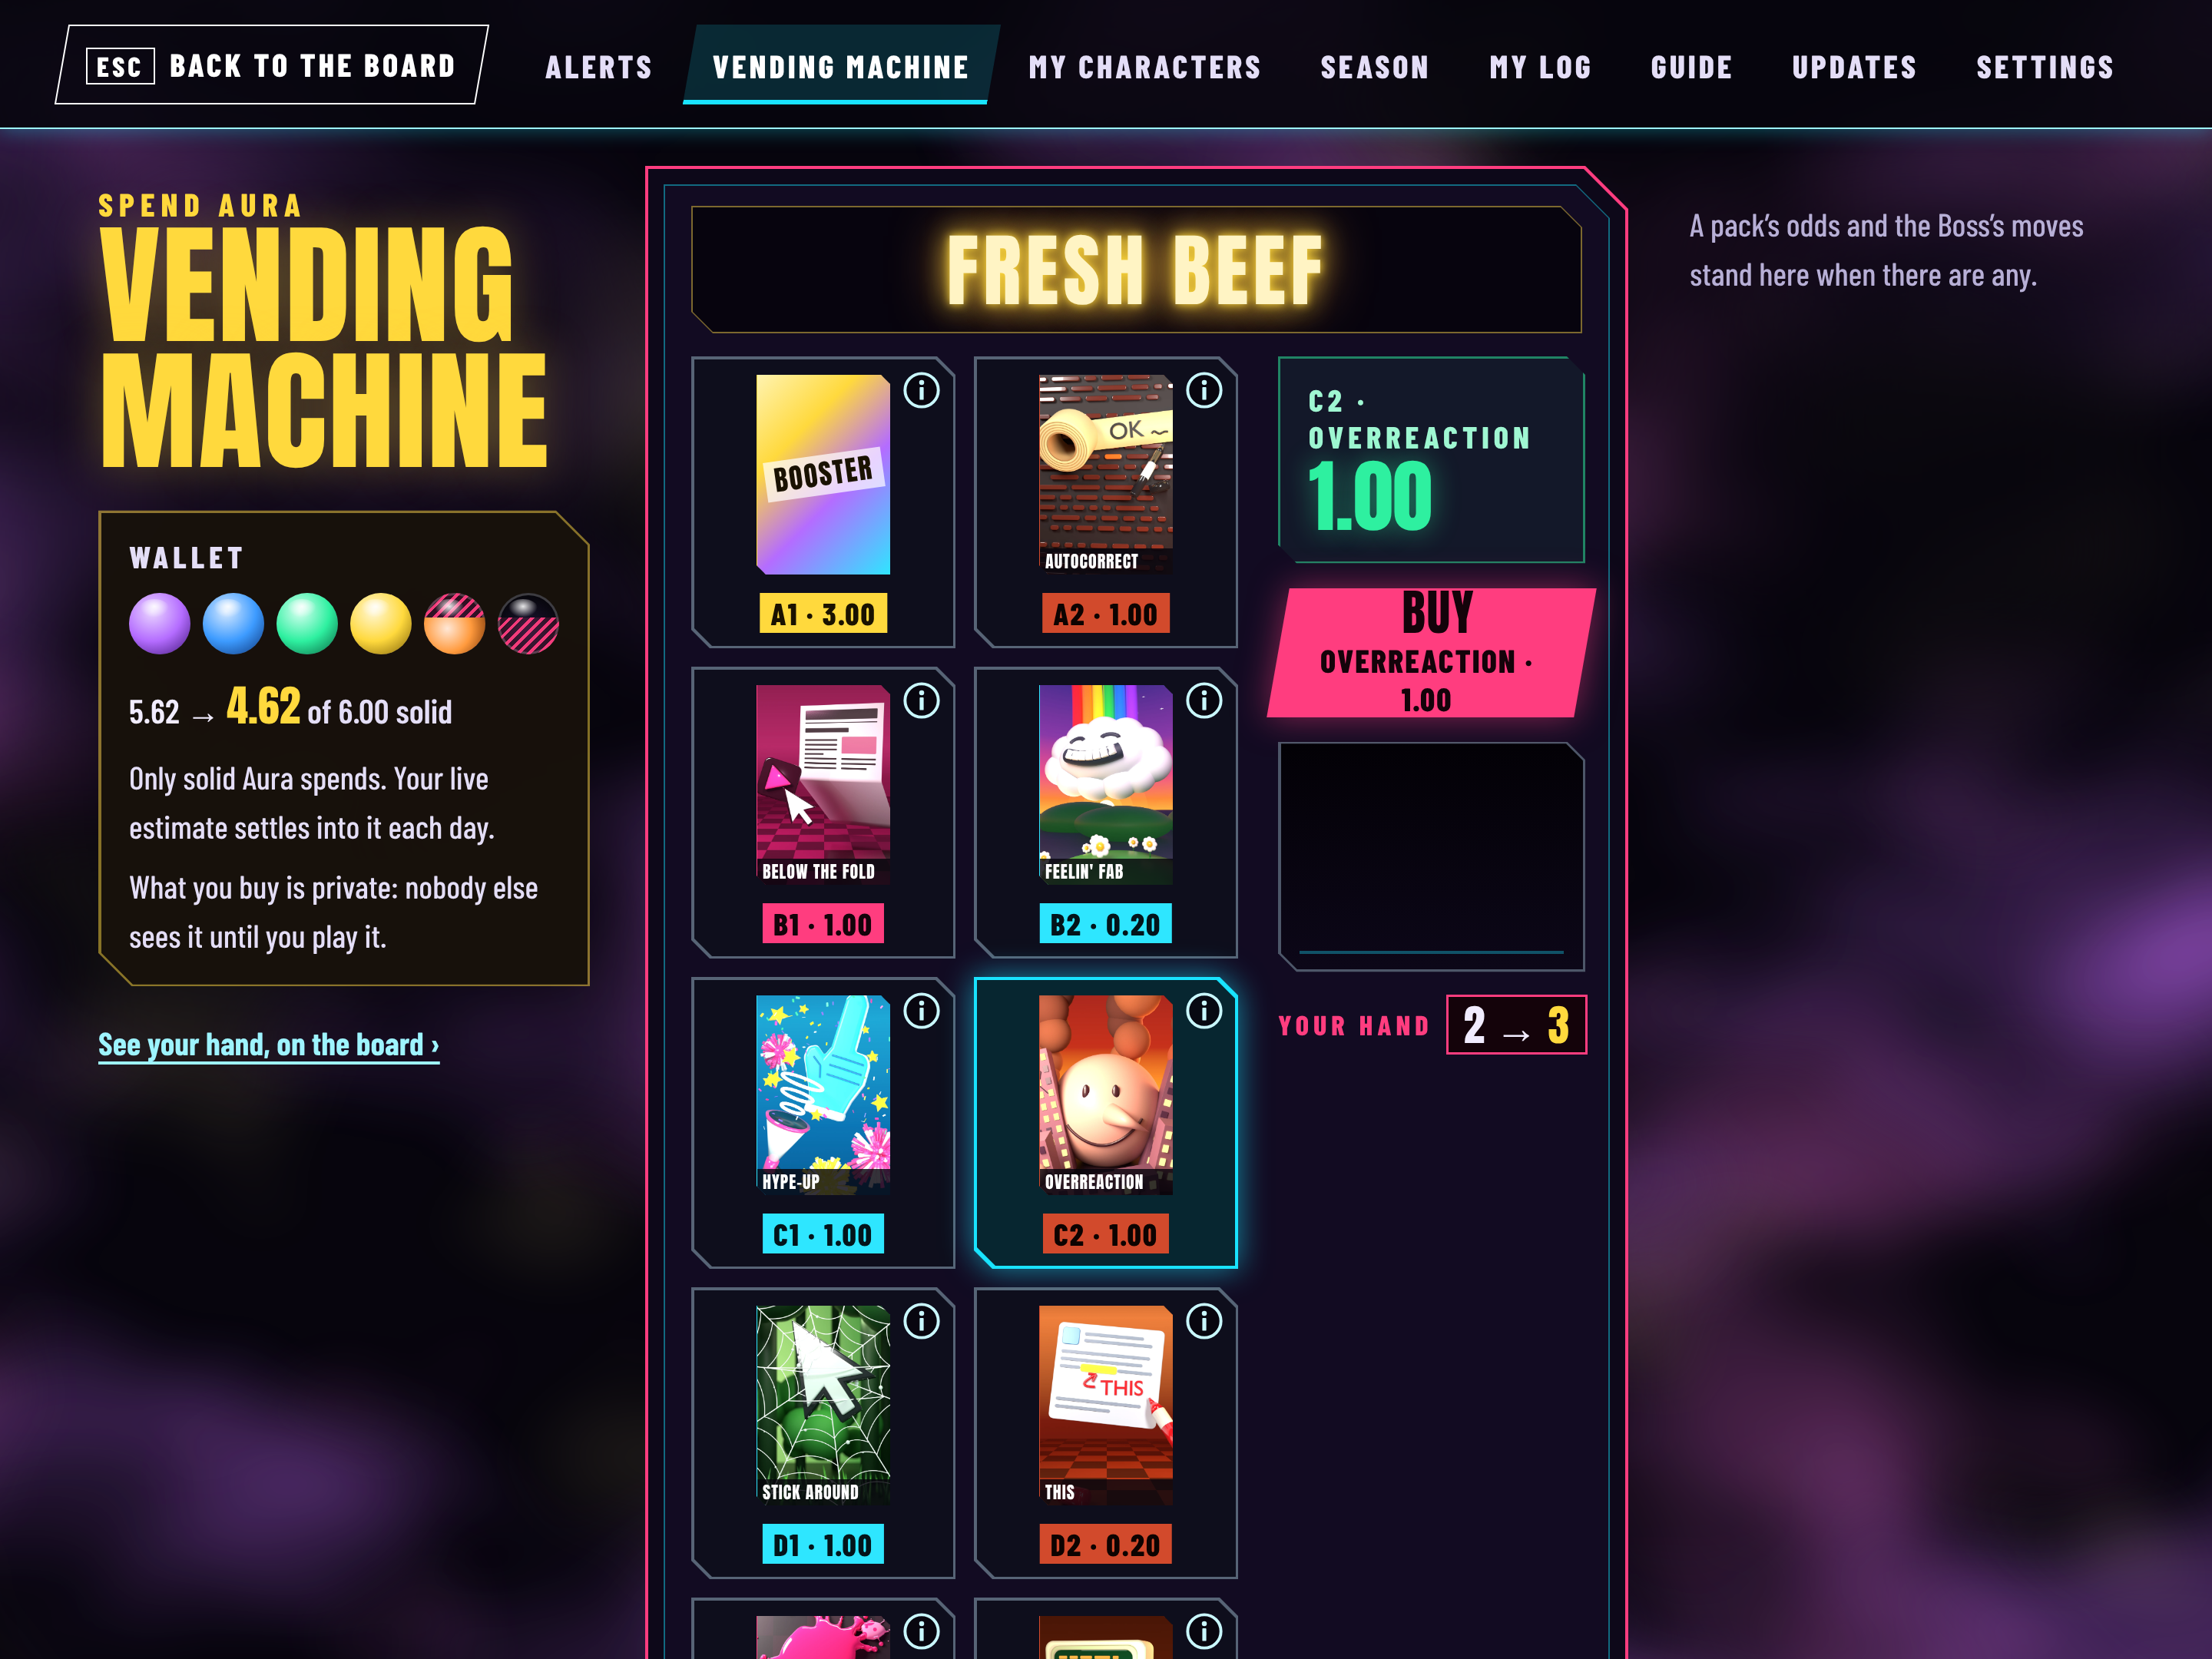 ESC BACK TO THE BOARD
ALERTS
VENDING MACHINE
MY CHARACTERS
SEASON
MY LOG
GUIDE
UPDATES
SETTINGS
SPEND AURA
VENDING
MACHINE
WALLET
5.62 → 4.62 of 6.00 solid
Only solid Aura spends. Your live
estimate settles into it each day.
What you buy is private: nobody else
sees it until you play it.
See your hand, on the board ›
FRESH BEEF
BOOSTER
A1 · 3.00
OK ~
AUTOCORRECT
A2 · 1.00
BELOW THE FOLD
B1 · 1.00
FEELIN' FAB
B2 · 0.20
HYPE-UP
C1 · 1.00
OVERREACTION
C2 · 1.00
STICK AROUND
D1 · 1.00
THIS
THIS
D2 · 0.20
C2 ·
OVERREACTION
1.00
BUY
OVERREACTION ·
1.00
YOUR HAND 2 → 3
A pack's odds and the Boss's moves
stand here when there are any.